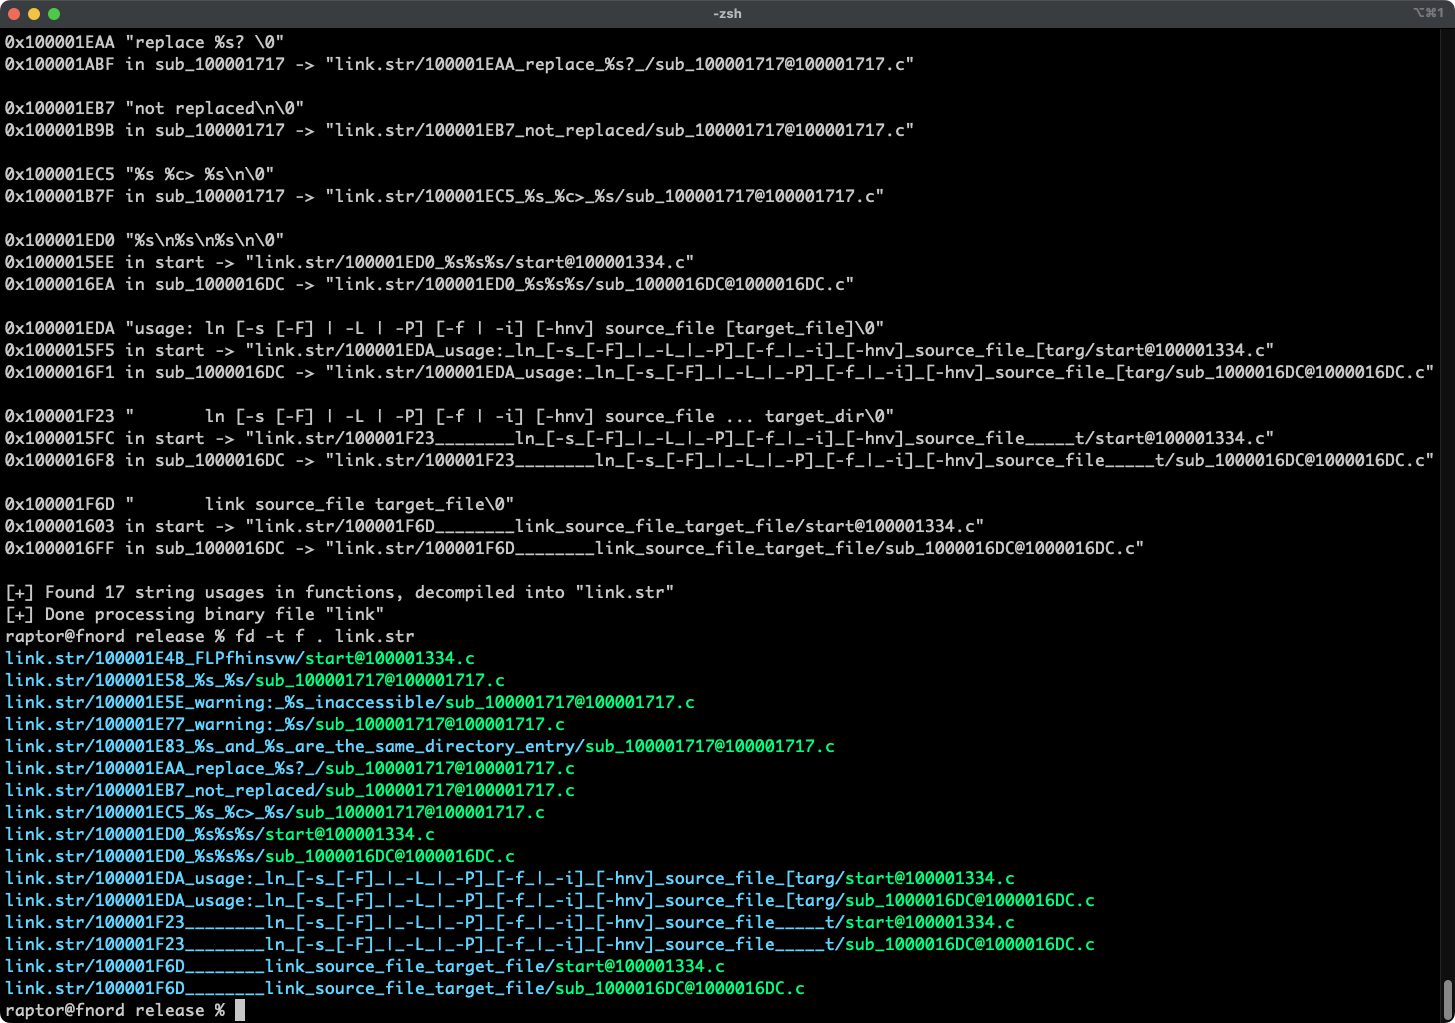 -zsh
⌥⌘1
0x100001EAA "replace %s? \0"
0x100001ABF in sub_100001717 -> "link.str/100001EAA_replace_%s?_/sub_100001717@100001717.c"
0x100001EB7 "not replaced\n\0"
0x100001B9B in sub_100001717 -> "link.str/100001EB7_not_replaced/sub_100001717@100001717.c"
0x100001EC5 "%s %c> %s\n\0"
0x100001B7F in sub_100001717 -> "link.str/100001EC5_%s_%c>_%s/sub_100001717@100001717.c"
0x100001ED0 "%s\n%s\n%s\n\0"
0x1000015EE in start -> "link.str/100001ED0_%s%s%s/start@100001334.c"
0x1000016EA in sub_1000016DC -> "link.str/100001ED0_%s%s%s/sub_1000016DC@1000016DC.c"
0x100001EDA "usage: ln [-s [-F] | -L | -P] [-f | -i] [-hnv] source_file [target_file]\0"
0x1000015F5 in start -> "link.str/100001EDA_usage:_ln_[-s_[-F]_|_-L_|_-P]_[-f_|_-i]_[-hnv]_source_file_[targ/start@100001334.c"
0x1000016F1 in sub_1000016DC -> "link.str/100001EDA_usage:_ln_[-s_[-F]_|_-L_|_-P]_[-f_|_-i]_[-hnv]_source_file_[targ/sub_1000016DC@1000016DC.c"
0x100001F23 "       ln [-s [-F] | -L | -P] [-f | -i] [-hnv] source_file ... target_dir\0"
0x1000015FC in start -> "link.str/100001F23________ln_[-s_[-F]_|_-L_|_-P]_[-f_|_-i]_[-hnv]_source_file_____t/start@100001334.c"
0x1000016F8 in sub_1000016DC -> "link.str/100001F23________ln_[-s_[-F]_|_-L_|_-P]_[-f_|_-i]_[-hnv]_source_file_____t/sub_1000016DC@1000016DC.c"
0x100001F6D "       link source_file target_file\0"
0x100001603 in start -> "link.str/100001F6D________link_source_file_target_file/start@100001334.c"
0x1000016FF in sub_1000016DC -> "link.str/100001F6D________link_source_file_target_file/sub_1000016DC@1000016DC.c"
[+] Found 17 string usages in functions, decompiled into "link.str"
[+] Done processing binary file "link"
raptor@fnord release % fd -t f . link.str
link.str/100001E4B_FLPfhinsvw/start@100001334.c
link.str/100001E58_%s_%s/sub_100001717@100001717.c
link.str/100001E5E_warning:_%s_inaccessible/sub_100001717@100001717.c
link.str/100001E77_warning:_%s/sub_100001717@100001717.c
link.str/100001E83_%s_and_%s_are_the_same_directory_entry/sub_100001717@100001717.c
link.str/100001EAA_replace_%s?_/sub_100001717@100001717.c
link.str/100001EB7_not_replaced/sub_100001717@100001717.c
link.str/100001EC5_%s_%c>_%s/sub_100001717@100001717.c
link.str/100001ED0_%s%s%s/start@100001334.c
link.str/100001ED0_%s%s%s/sub_1000016DC@1000016DC.c
link.str/100001EDA_usage:_ln_[-s_[-F]_|_-L_|_-P]_[-f_|_-i]_[-hnv]_source_file_[targ/start@100001334.c
link.str/100001EDA_usage:_ln_[-s_[-F]_|_-L_|_-P]_[-f_|_-i]_[-hnv]_source_file_[targ/sub_1000016DC@1000016DC.c
link.str/100001F23________ln_[-s_[-F]_|_-L_|_-P]_[-f_|_-i]_[-hnv]_source_file_____t/start@100001334.c
link.str/100001F23________ln_[-s_[-F]_|_-L_|_-P]_[-f_|_-i]_[-hnv]_source_file_____t/sub_1000016DC@1000016DC.c
link.str/100001F6D________link_source_file_target_file/start@100001334.c
link.str/100001F6D________link_source_file_target_file/sub_1000016DC@1000016DC.c
raptor@fnord release %